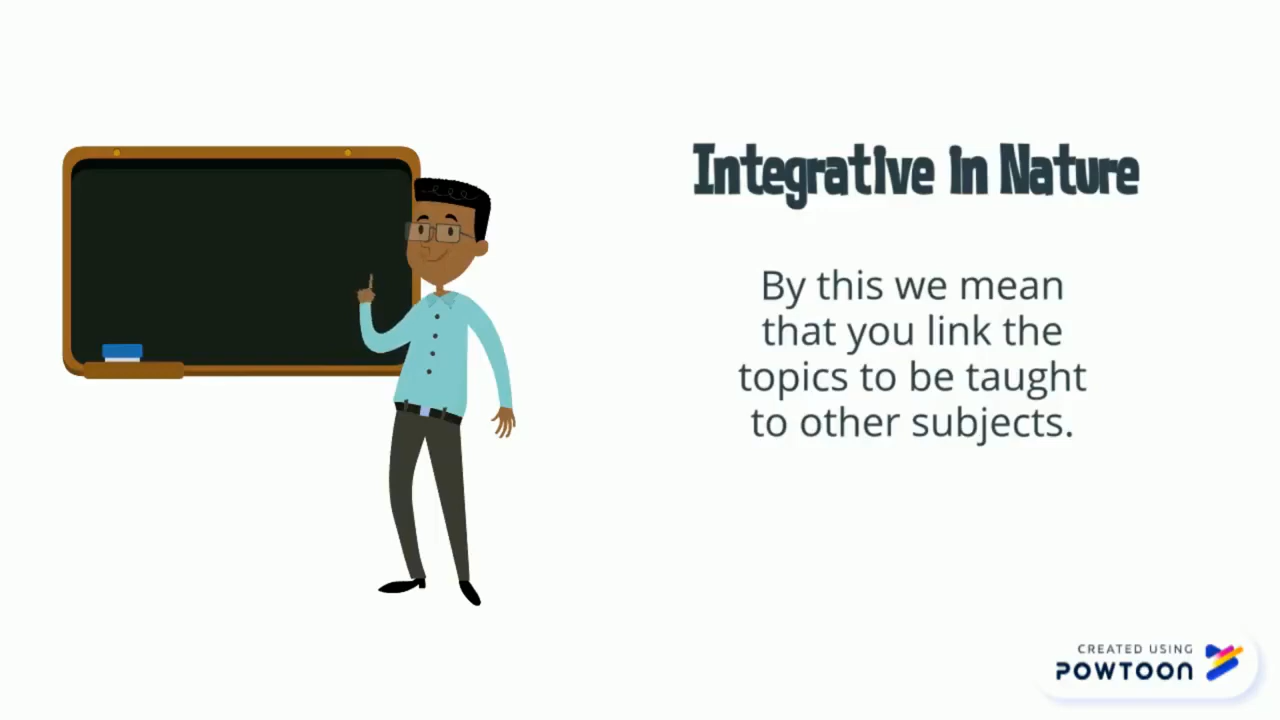 Integrative in Nature
By this we mean
that you link the
topics to be taught
to other subjects.
CREATED USING
POWTOON